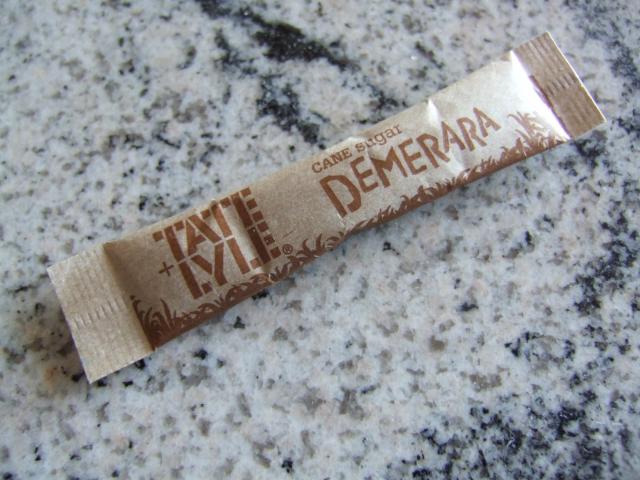 TATE
+LYLE®
CANE sugar
DEMERARA